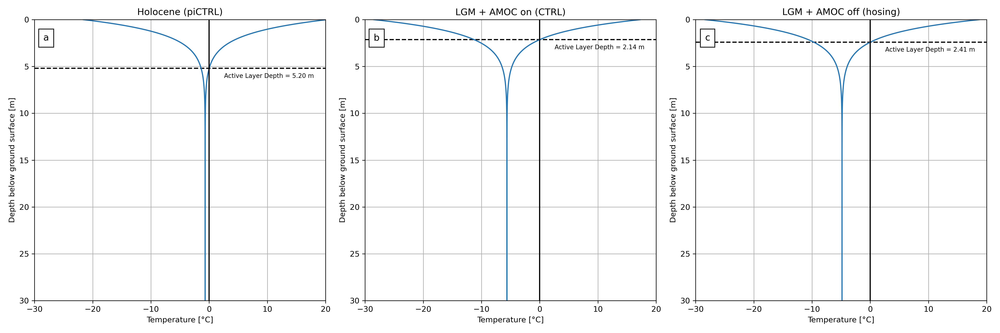 Holocene (piCTRL)
a
0
5
10
15
20
25
30
Depth below ground surface [m]
Active Layer Depth = 5.20 m
−30
−20
−10
0
10
20
Temperature [°C]
LGM + AMOC on (CTRL)
b
0
5
10
15
20
25
30
Depth below ground surface [m]
Active Layer Depth = 2.14 m
−30
−20
−10
0
10
20
Temperature [°C]
LGM + AMOC off (hosing)
c
0
5
10
15
20
25
30
Depth below ground surface [m]
Active Layer Depth = 2.41 m
−30
−20
−10
0
10
20
Temperature [°C]